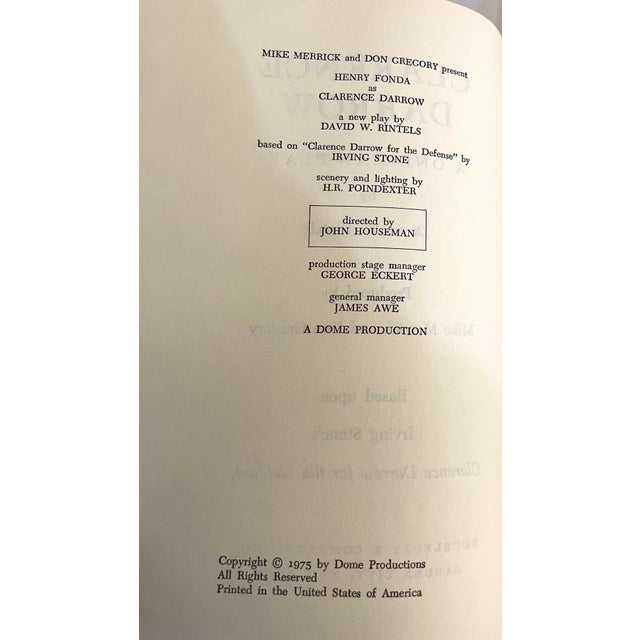 MIKE MERRICK and DON GREGORY present
HENRY FONDA
as
CLARENCE DARROW
a new play by
DAVID W. RINTELS
based on "Clarence Darrow for the Defense" by
IRVING STONE
scenery and lighting by
H.R. POINDEXTER
directed by
JOHN HOUSEMAN
production stage manager
GEORGE ECKERT
general manager
JAMES AWE
A DOME PRODUCTION
Copyright © 1975 by Dome Productions
All Rights Reserved
Printed in the United States of America